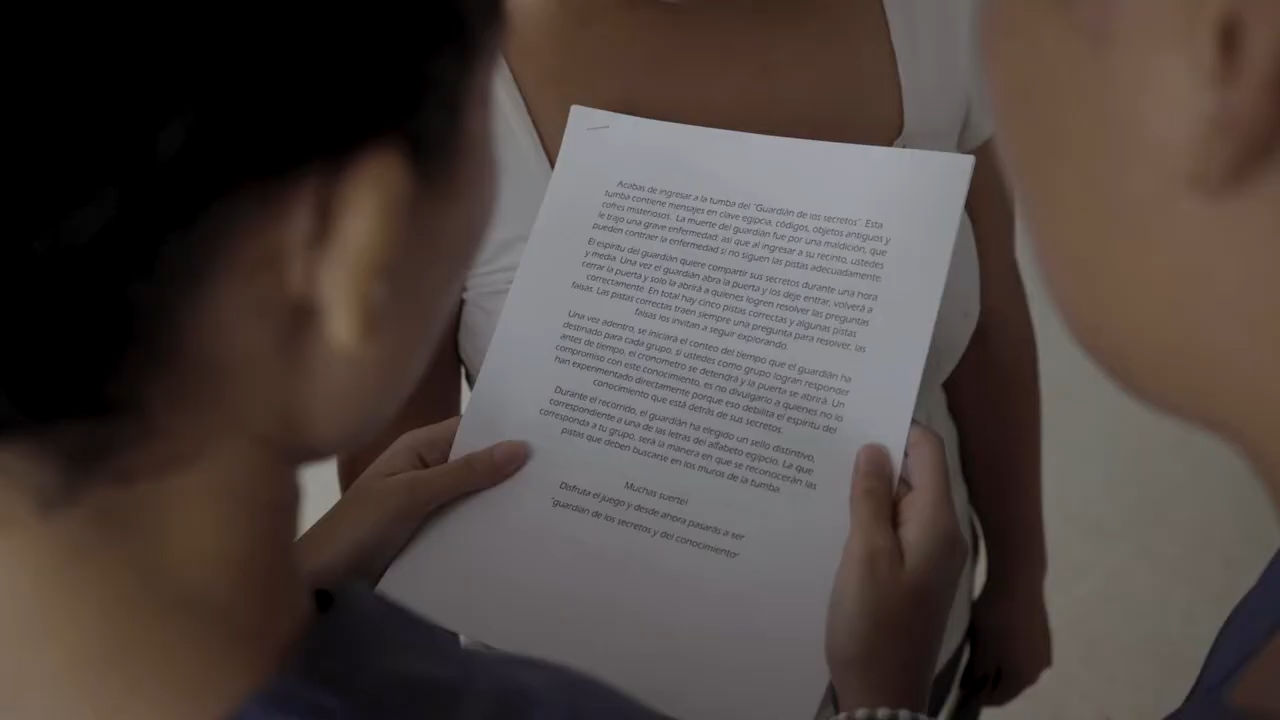 Acabas de ingresar a la tumba del "Guardián de los secretos". Esta
tumba contiene mensajes en clave egipcia, códigos, objetos antiguos y
cofres misteriosos. La muerte del guardián fue por una maldición, que
le trajo una grave enfermedad; así que al ingresar a su recinto, ustedes
pueden contraer la enfermedad si no siguen las pistas adecuadamente.
El espíritu del guardián quiere compartir sus secretos durante una hora
y media. Una vez el guardián abra la puerta y los deje entrar, volverá a
cerrar la puerta y solo la abrirá a quienes logren resolver las preguntas
correctamente. En total hay cinco pistas correctas y algunas pistas
falsas. Las pistas correctas traen siempre una pregunta para resolver, las
falsas los invitan a seguir explorando.
Una vez adentro, se iniciará el conteo del tiempo que el guardián ha
destinado para cada grupo, si ustedes como grupo logran responder
antes de tiempo, el cronometro se detendrá y la puerta se abrirá. Un
compromiso con este conocimiento, es no divulgarlo a quienes no lo
han experimentado directamente porque eso debilita el espíritu del
conocimiento que está detrás de sus secretos.
Durante el recorrido, el guardián ha elegido un sello distintivo,
correspondiente a una de las letras del alfabeto egipcio. La que
corresponda a tu grupo, será la manera en que se reconocerán las
pistas que deben buscarse en los muros de la tumba.
Muchas suerte!
Disfruta el juego y desde ahora pasarás a ser
"guardián de los secretos y del conocimiento"